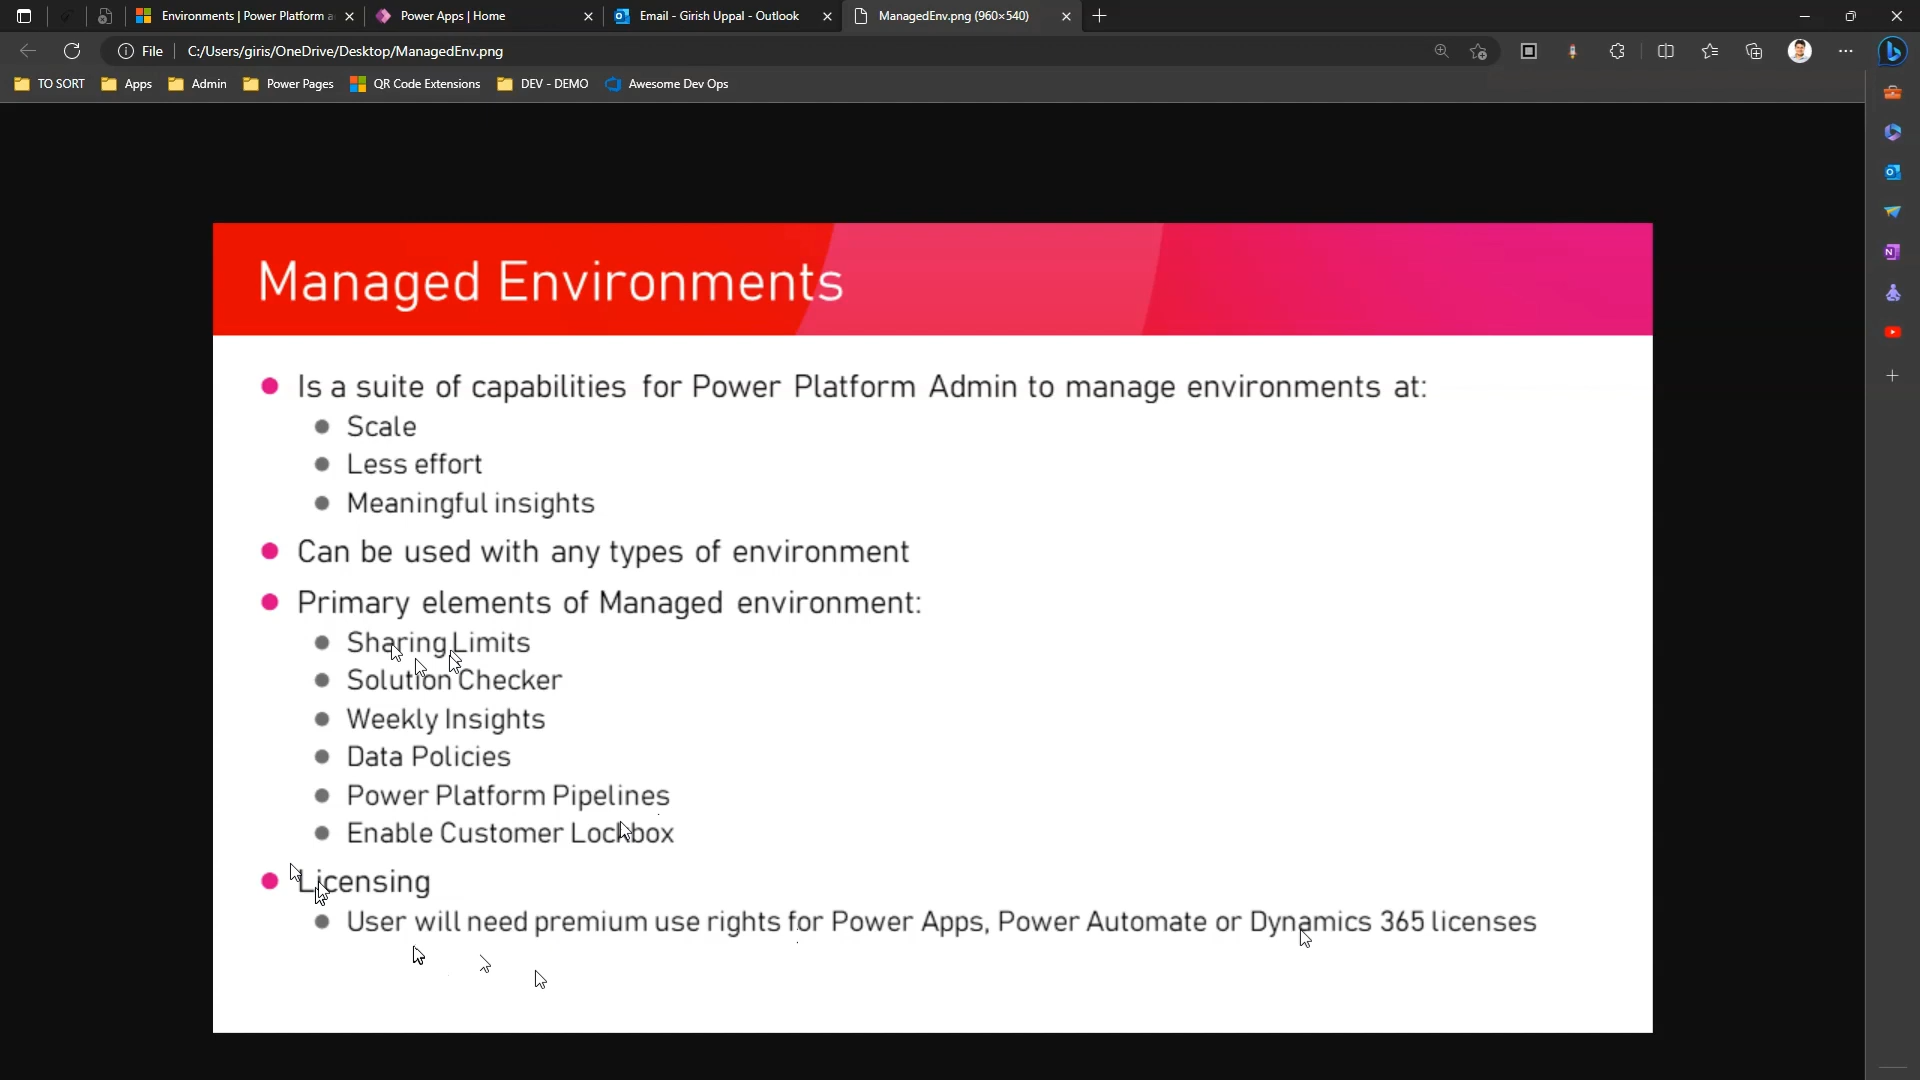 Environments | Power Platform a
Power Apps | Home
Email - Girish Uppal - Outlook
ManagedEnv.png (960×540)
File
C:/Users/giris/OneDrive/Desktop/ManagedEnv.png
TO SORT
Apps
Admin
Power Pages
QR Code Extensions
DEV - DEMO
Awesome Dev Ops
Managed Environments
Is a suite of capabilities for Power Platform Admin to manage environments at:
Scale
Less effort
Meaningful insights
Can be used with any types of environment
Primary elements of Managed environment:
Sharing Limits
Solution Checker
Weekly Insights
Data Policies
Power Platform Pipelines
Enable Customer Lockbox
Licensing
User will need premium use rights for Power Apps, Power Automate or Dynamics 365 licenses